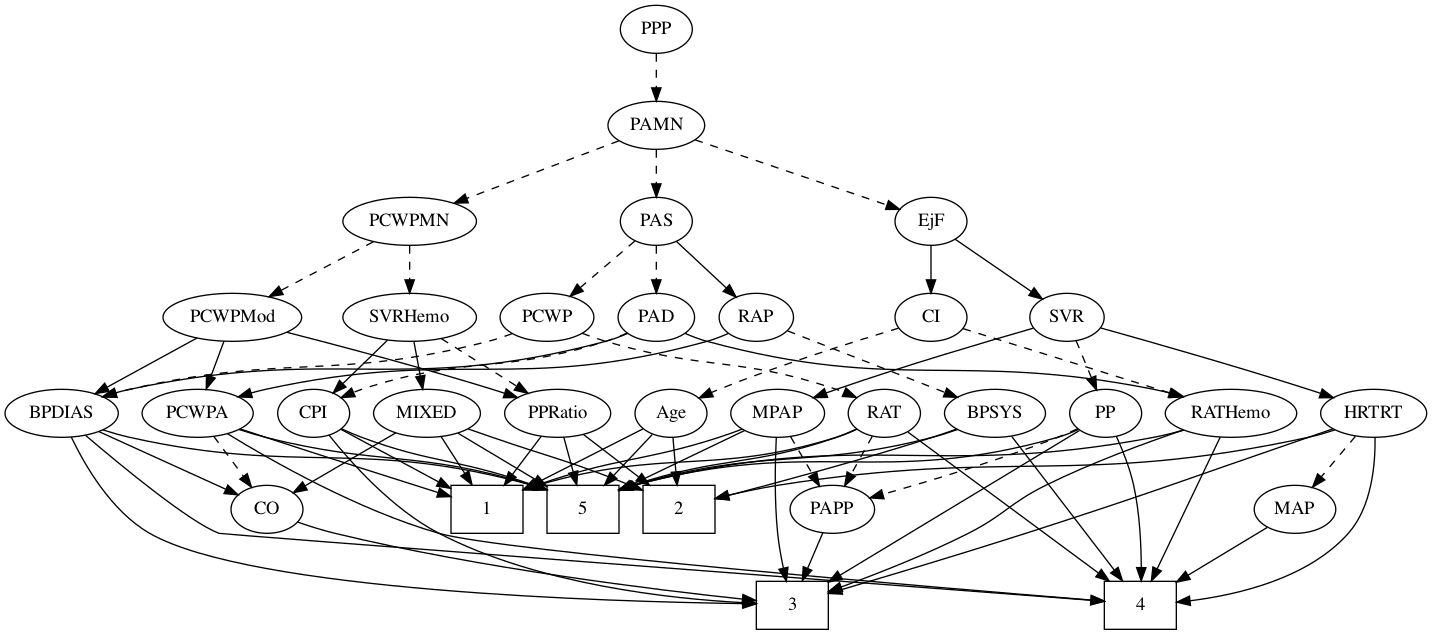 PPP
PAMN
PCWPMN PAS EjF
PCWPMod SVRHemo PCWP PAD RAP CI SVR
BPDIAS PCWPA CPI MIXED PPRatio Age MPAP RAT BPSYS PP RATHemo HRTRT
CO 1 5 2 PAPP MAP
3 4